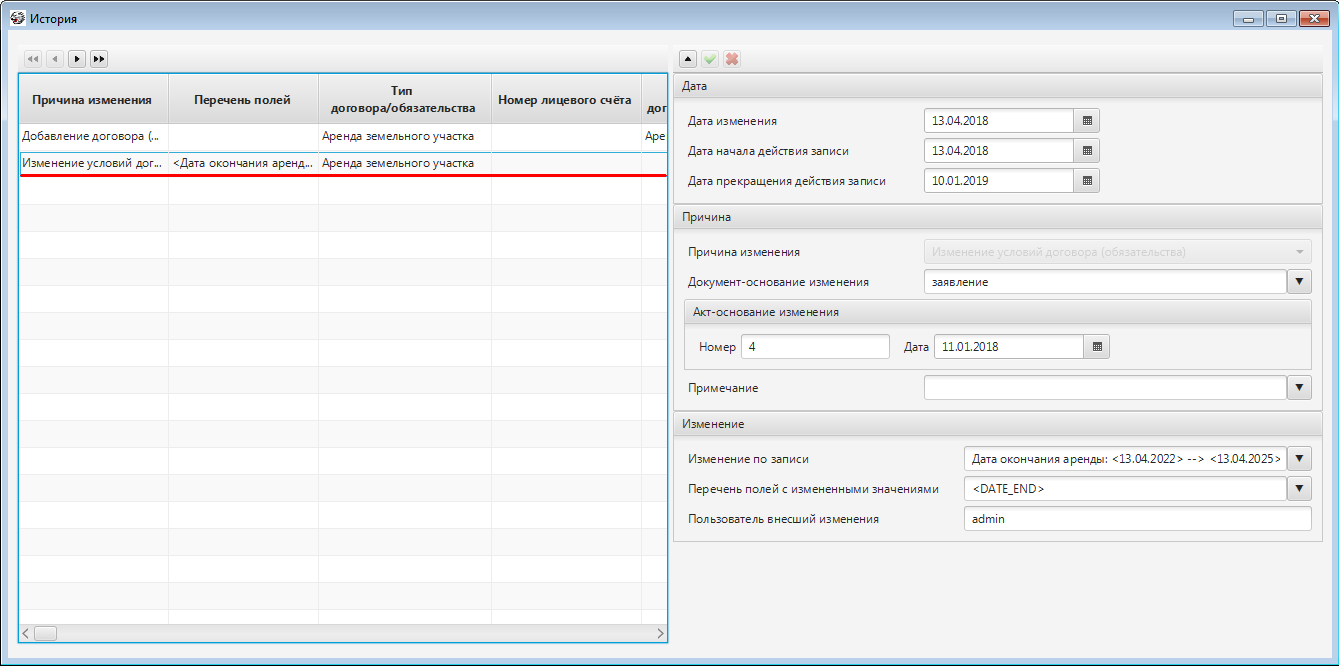 История
Причина изменения
Перечень полей
Тип
договора/обязательства
Номер лицевого счёта
дог
Добавление договора (...
Аренда земельного участка
Аре
Изменение условий дог...
<Дата окончания аренд...
Аренда земельного участка
Дата
Дата изменения
13.04.2018
Дата начала действия записи
13.04.2018
Дата прекращения действия записи
10.01.2019
Причина
Причина изменения
Изменение условий договора (обязательства)
Документ-основание изменения
заявление
Акт-основание изменения
Номер
4
Дата
11.01.2018
Примечание
Изменение
Изменение по записи
Дата окончания аренды: <13.04.2022> --> <13.04.2025>
Перечень полей с измененными значениями
<DATE_END>
Пользователь внесший изменения
admin